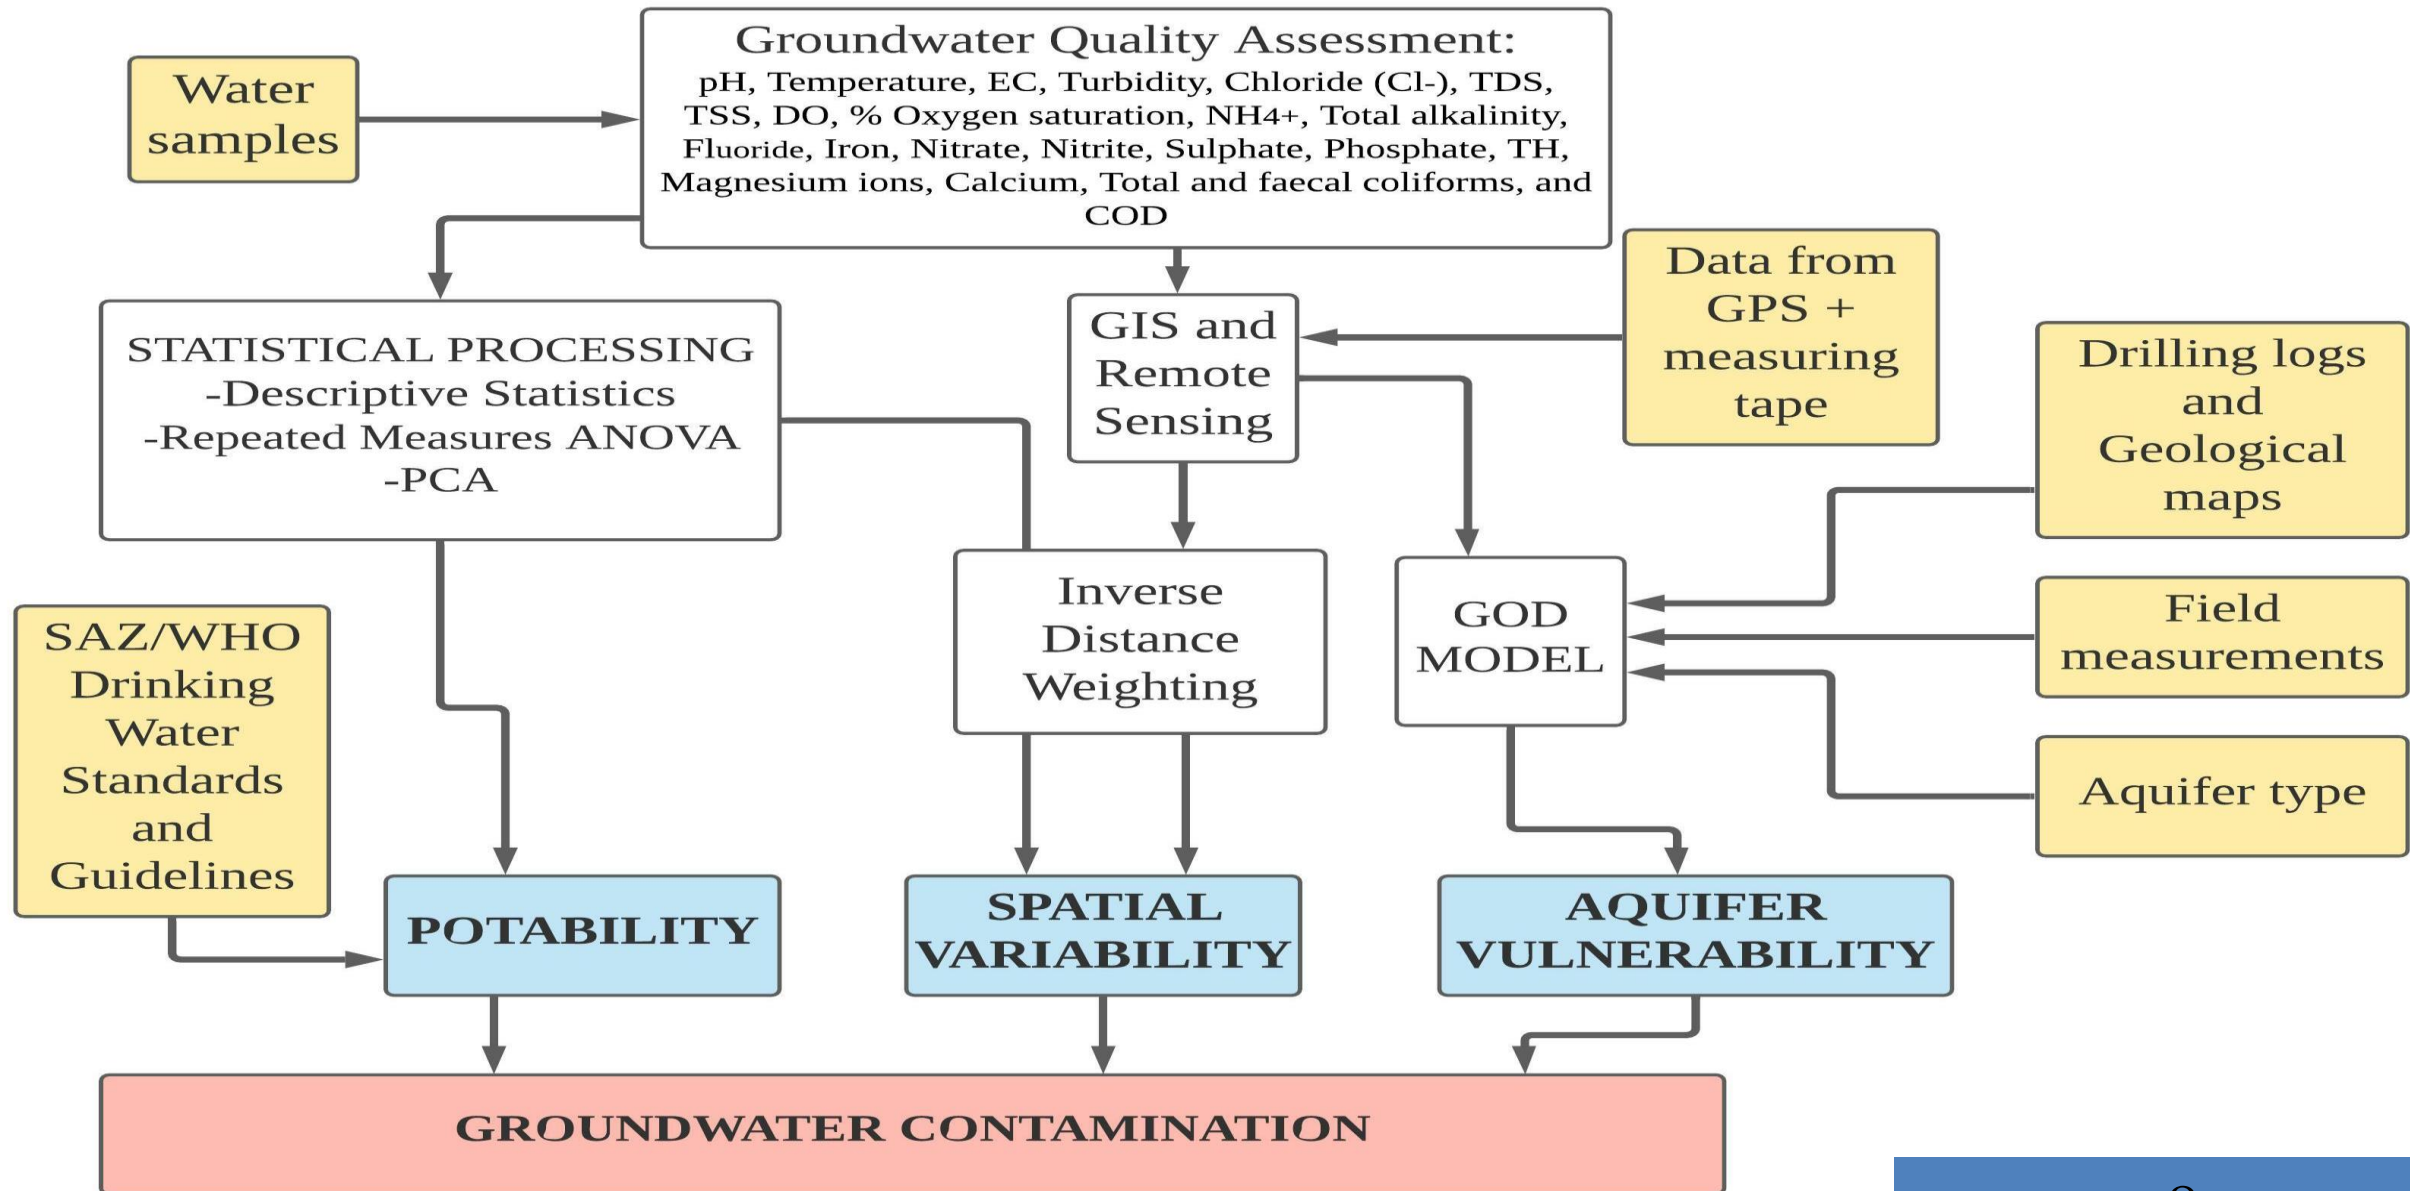 Groundwater Quality Assessment:
pH, Temperature, EC, Turbidity, Chloride (Cl-), TDS,
TSS, DO, % Oxygen saturation, NH4+, Total alkalinity,
Fluoride, Iron, Nitrate, Nitrite, Sulphate, Phosphate, TH,
Magnesium ions, Calcium, Total and faecal coliforms, and
COD
Water
samples
Data from
GPS +
measuring
tape
STATISTICAL PROCESSING
-Descriptive Statistics
-Repeated Measures ANOVA
-PCA
GIS and
Remote
Sensing
Drilling logs
and
Geological
maps
Inverse
Distance
Weighting
GOD
MODEL
Field
measurements
SAZ/WHO
Drinking
Water
Standards
and
Guidelines
Aquifer type
POTABILITY
SPATIAL
VARIABILITY
AQUIFER
VULNERABILITY
GROUNDWATER CONTAMINATION